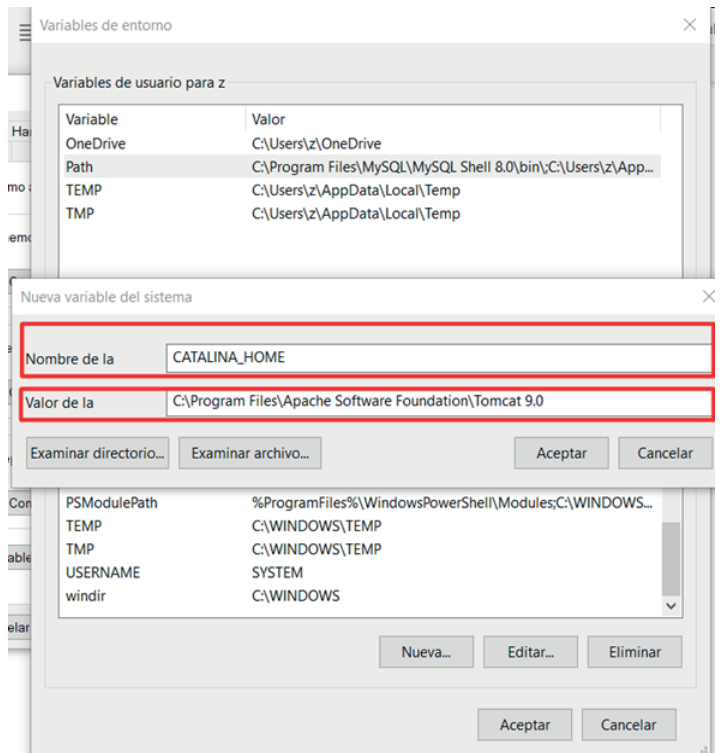 Variables de entorno
Variables de usuario para z
Variable Valor
OneDrive C:\Users\z\OneDrive
Path C:\Program Files\MySQL\MySQL Shell 8.0\bin\;C:\Users\z\App...
TEMP C:\Users\z\AppData\Local\Temp
TMP C:\Users\z\AppData\Local\Temp
Nueva variable del sistema
Nombre de la CATALINA_HOME
Valor de la C:\Program Files\Apache Software Foundation\Tomcat 9.0
Examinar directorio... Examinar archivo... Aceptar Cancelar
PSModulePath %ProgramFiles%\WindowsPowerShell\Modules;C:\WINDOWS...
TEMP C:\WINDOWS\TEMP
TMP C:\WINDOWS\TEMP
USERNAME SYSTEM
windir C:\WINDOWS
Nueva... Editar... Eliminar
Aceptar Cancelar